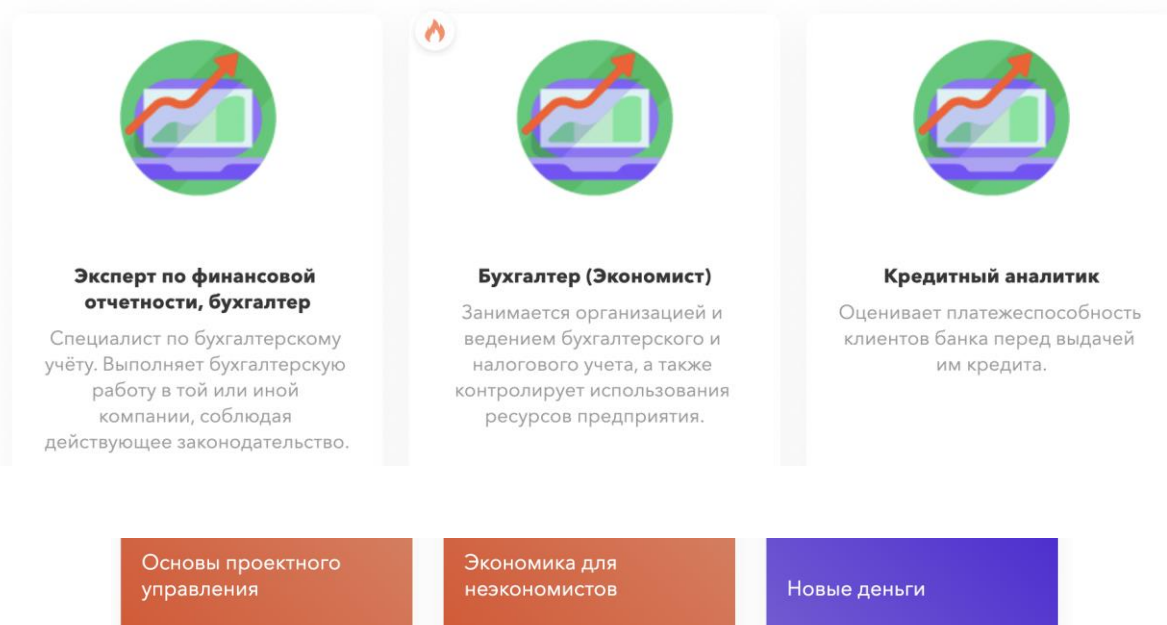 Эксперт по финансовой
отчетности, бухгалтер
Специалист по бухгалтерскому
учёту. Выполняет бухгалтерскую
работу в той или иной
компании, соблюдая
действующее законодательство.
Бухгалтер (Экономист)
Занимается организацией и
ведением бухгалтерского и
налогового учета, а также
контролирует использования
ресурсов предприятия.
Кредитный аналитик
Оценивает платежеспособность
клиентов банка перед выдачей
им кредита.
Основы проектного
управления
Экономика для
неэкономистов
Новые деньги